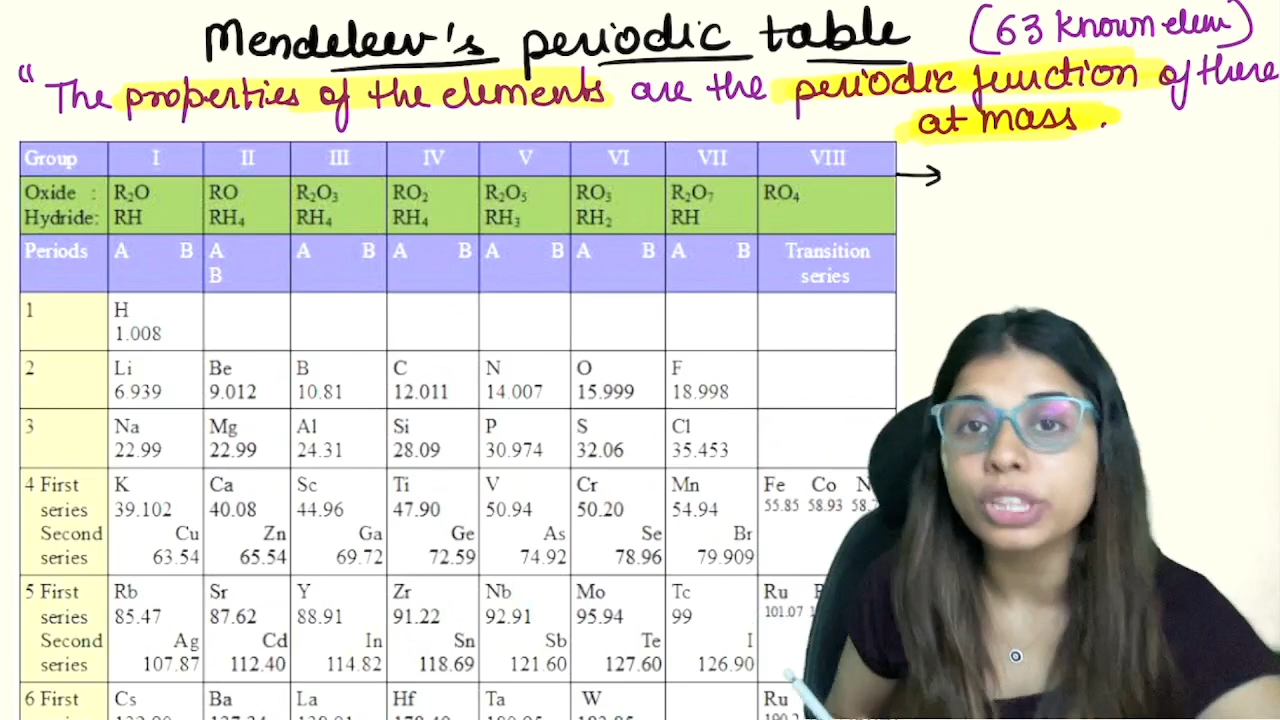 Mendeleev's periodic table (63 known elem)
" The properties of the elements are the periodic function of there
at mass .
Group I II III IV V VI VII VIII
Oxide : R₂O RO R₂O₃ RO₂ R₂O₅ RO₃ R₂O₇ RO₄
Hydride: RH RH₄ RH₄ RH₄ RH₃ RH₂ RH
Periods A B A A B A B A B A B A B Transition
B series
1 H
1.008
2 Li Be B C N O F
6.939 9.012 10.81 12.011 14.007 15.999 18.998
3 Na Mg Al Si P S Cl
22.99 22.99 24.31 28.09 30.974 32.06 35.453
4 First K Ca Sc Ti V Cr Mn Fe Co
series 39.102 40.08 44.96 47.90 50.94 50.20 54.94 55.85 58.93
Second Cu Zn Ga Ge As Se Br
series 63.54 65.54 69.72 72.59 74.92 78.96 79.909
5 First Rb Sr Y Zr Nb Mo Tc Ru
series 85.47 87.62 88.91 91.22 92.91 95.94 99 101.07
Second Ag Cd In Sn Sb Te I
series 107.87 112.40 114.82 118.69 121.60 127.60 126.90
6 First Cs Ba La Hf Ta W Ru